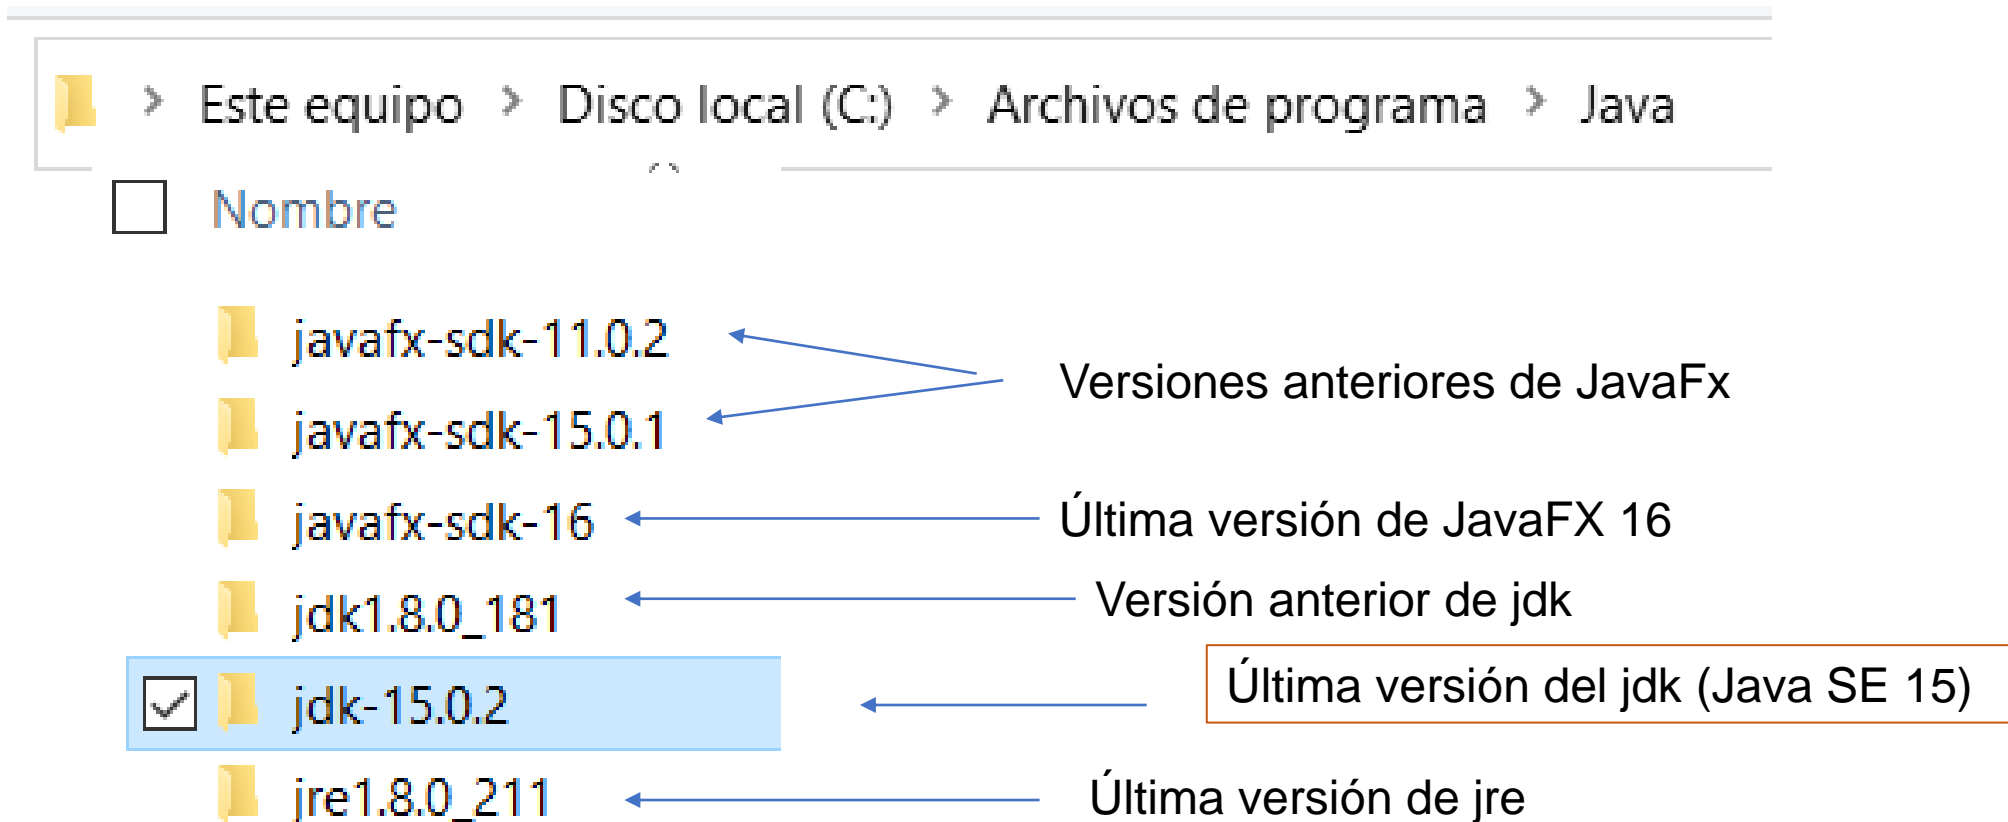 Este equipo > Disco local (C:) > Archivos de programa > Java
Nombre
javafx-sdk-11.0.2
Versiones anteriores de JavaFx
javafx-sdk-15.0.1
javafx-sdk-16
Última versión de JavaFX 16
jdk1.8.0_181
Versión anterior de jdk
jdk-15.0.2
Última versión del jdk (Java SE 15)
jre1.8.0_211
Última versión de jre